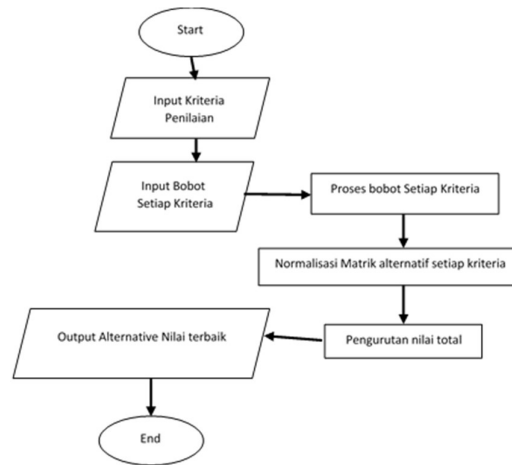 Start
Input Kriteria
Penilaian
Input Bobot
Setiap Kriteria
Proses bobot Setiap Kriteria
Normalisasi Matrik alternatif setiap kriteria
Pengurutan nilai total
Output Alternative Nilai terbaik
End